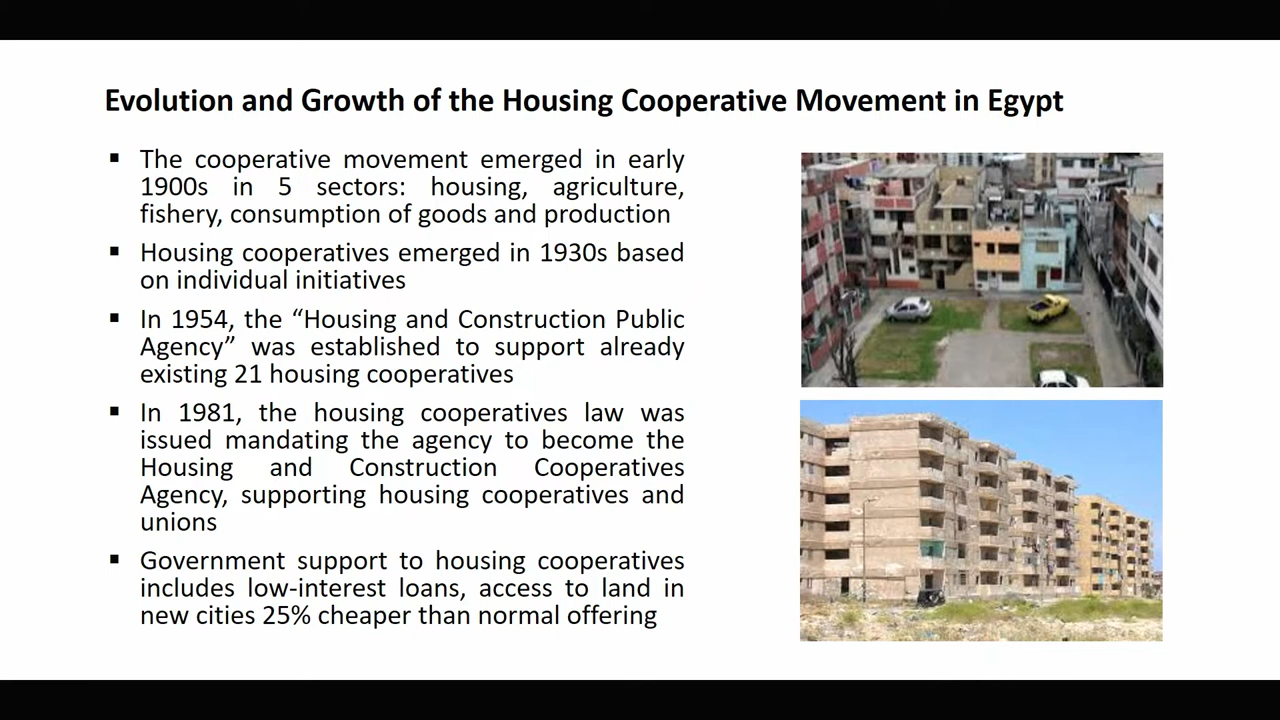 Evolution and Growth of the Housing Cooperative Movement in Egypt
▪ The cooperative movement emerged in early
1900s in 5 sectors: housing, agriculture,
fishery, consumption of goods and production
▪ Housing cooperatives emerged in 1930s based
on individual initiatives
▪ In 1954, the “Housing and Construction Public
Agency” was established to support already
existing 21 housing cooperatives
▪ In 1981, the housing cooperatives law was
issued mandating the agency to become the
Housing and Construction Cooperatives
Agency, supporting housing cooperatives and
unions
▪ Government support to housing cooperatives
includes low-interest loans, access to land in
new cities 25% cheaper than normal offering